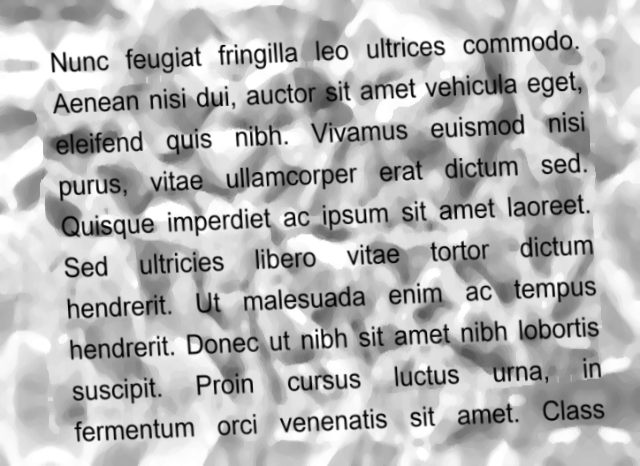 Nunc feugiat fringilla leo ultrices commodo.
Aenean nisi dui, auctor sit amet vehicula eget,
eleifend quis nibh. Vivamus euismod nisi
purus, vitae ullamcorper erat dictum sed.
Quisque imperdiet ac ipsum sit amet laoreet.
Sed ultricies libero vitae tortor dictum
hendrerit. Ut malesuada enim ac tempus
hendrerit. Donec ut nibh sit amet nibh lobortis
suscipit. Proin cursus luctus urna, in
fermentum orci venenatis sit amet. Class